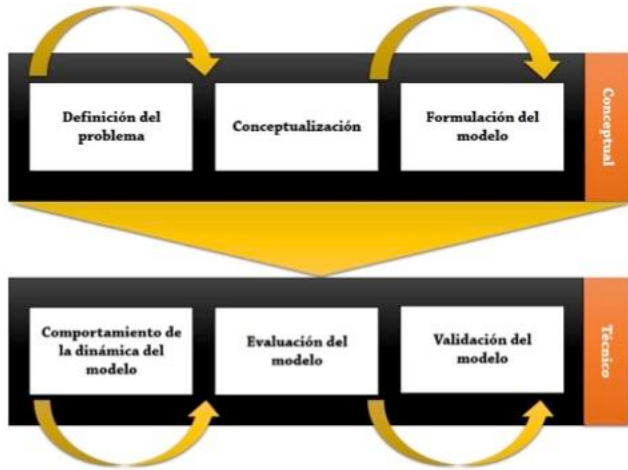 Definición del
problema
Conceptualización
Formulación del
modelo
Conceptual
Comportamiento de
la dinámica del
modelo
Evaluación del
modelo
Validación del
modelo
Técnico